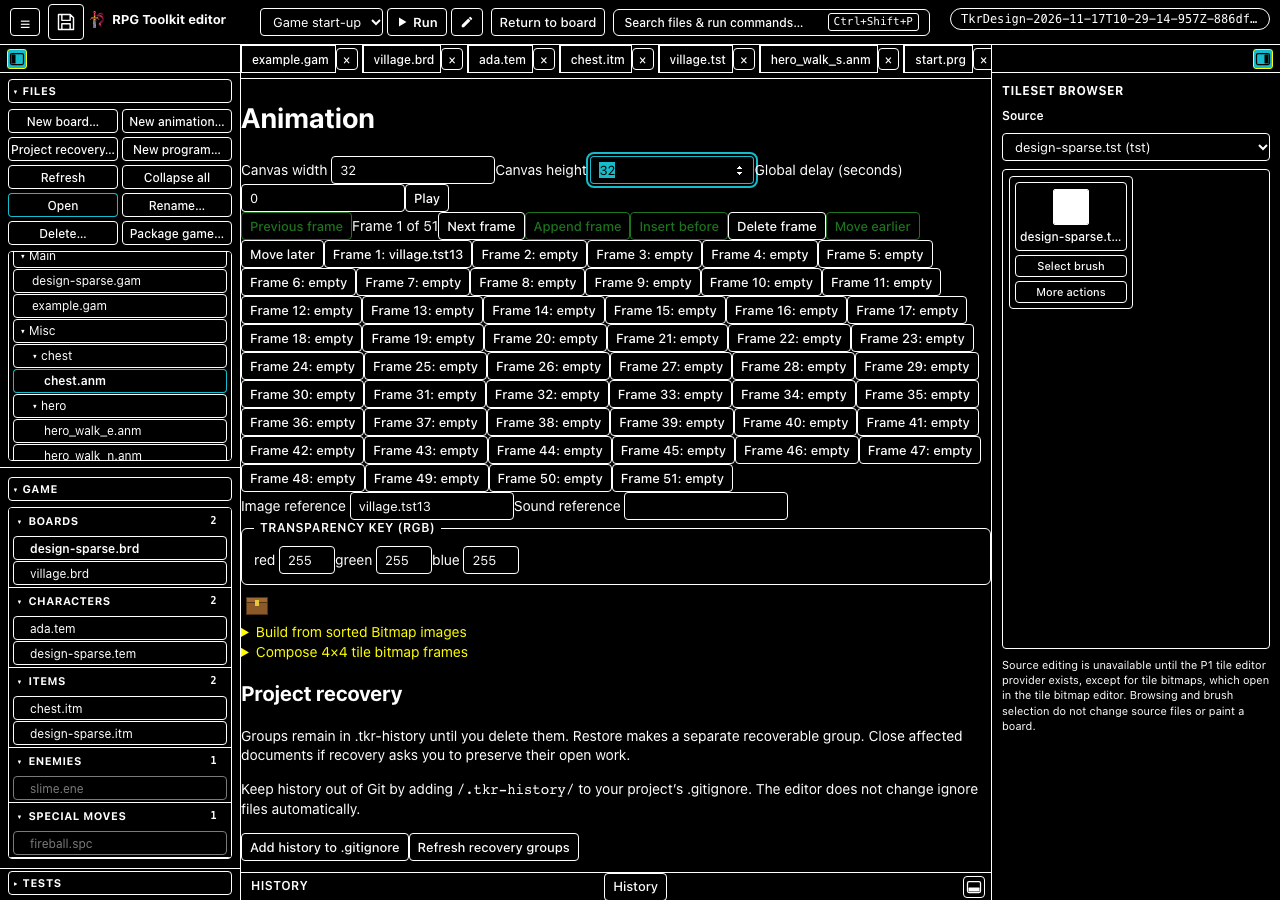 RPG Toolkit editor
Game start-up
Run
Return to board
Search files & run commands...
Ctrl+Shift+P
TkrDesign-2026-11-17T10-29-14-957Z-886df…
FILES
New board...
New animation...
Project recovery...
New program...
Refresh
Collapse all
Open
Rename...
Delete...
Package game...
Main
design-sparse.gam
example.gam
Misc
chest
chest.anm
hero
hero_walk_e.anm
hero_walk_n.anm
GAME
BOARDS 2
design-sparse.brd
village.brd
CHARACTERS 2
ada.tem
design-sparse.tem
ITEMS 2
chest.itm
design-sparse.itm
ENEMIES 1
slime.ene
SPECIAL MOVES 1
fireball.spc
TESTS
example.gam × village.brd × ada.tem × chest.itm × village.tst × hero_walk_s.anm × start.prg ×
Animation
Canvas width 32 Canvas height 32 Global delay (seconds)
0 Play
Previous frame Frame 1 of 51 Next frame Append frame Insert before Delete frame Move earlier
Move later Frame 1: village.tst13 Frame 2: empty Frame 3: empty Frame 4: empty Frame 5: empty
Frame 6: empty Frame 7: empty Frame 8: empty Frame 9: empty Frame 10: empty Frame 11: empty
Frame 12: empty Frame 13: empty Frame 14: empty Frame 15: empty Frame 16: empty Frame 17: empty
Frame 18: empty Frame 19: empty Frame 20: empty Frame 21: empty Frame 22: empty Frame 23: empty
Frame 24: empty Frame 25: empty Frame 26: empty Frame 27: empty Frame 28: empty Frame 29: empty
Frame 30: empty Frame 31: empty Frame 32: empty Frame 33: empty Frame 34: empty Frame 35: empty
Frame 36: empty Frame 37: empty Frame 38: empty Frame 39: empty Frame 40: empty Frame 41: empty
Frame 42: empty Frame 43: empty Frame 44: empty Frame 45: empty Frame 46: empty Frame 47: empty
Frame 48: empty Frame 49: empty Frame 50: empty Frame 51: empty
Image reference village.tst13 Sound reference
TRANSPARENCY KEY (RGB)
red 255 green 255 blue 255
Build from sorted Bitmap images
Compose 4×4 tile bitmap frames
Project recovery
Groups remain in .tkr-history until you delete them. Restore makes a separate recoverable group. Close affected
documents if recovery asks you to preserve their open work.
Keep history out of Git by adding /.tkr-history/ to your project's .gitignore. The editor does not change ignore
files automatically.
Add history to .gitignore Refresh recovery groups
HISTORY
History
TILESET BROWSER
Source
design-sparse.tst (tst)
design-sparse.t...
Select brush
More actions
Source editing is unavailable until the P1 tile editor
provider exists, except for tile bitmaps, which open
in the tile bitmap editor. Browsing and brush
selection do not change source files or paint a
board.